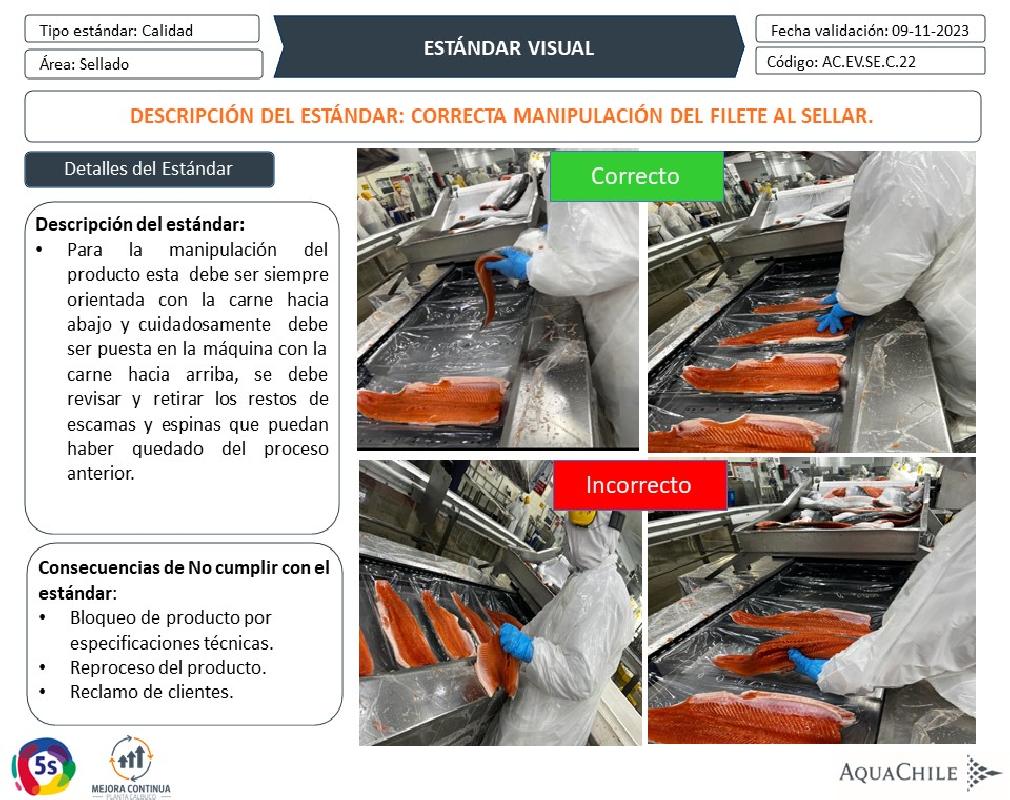 Tipo estándar: Calidad
Área: Sellado
ESTÁNDAR VISUAL
Fecha validación: 09-11-2023
Código: AC.EV.SE.C.22
DESCRIPCIÓN DEL ESTÁNDAR: CORRECTA MANIPULACIÓN DEL FILETE AL SELLAR.
Detalles del Estándar
Descripción del estándar:
• Para la manipulación del
producto esta debe ser siempre
orientada con la carne hacia
abajo y cuidadosamente debe
ser puesta en la máquina con la
carne hacia arriba, se debe
revisar y retirar los restos de
escamas y espinas que puedan
haber quedado del proceso
anterior.
Consecuencias de No cumplir con el
estándar:
• Bloqueo de producto por
especificaciones técnicas.
• Reproceso del producto.
• Reclamo de clientes.
Correcto
Incorrecto
5s
MEJORA CONTINUA
PLANTA CALBUCO
AQUACHILE